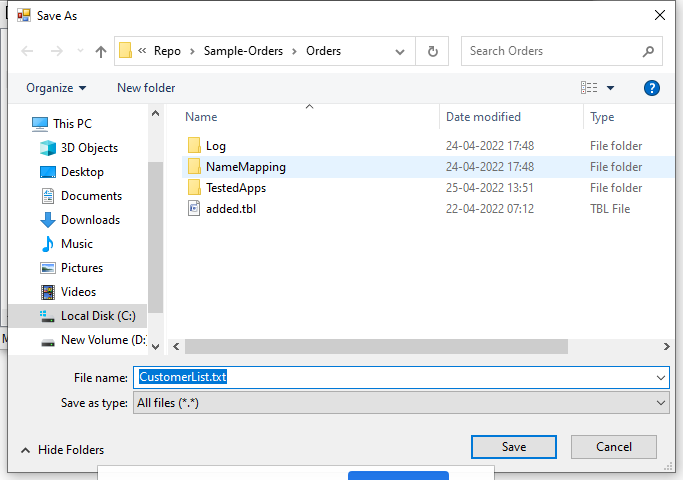 Save As
« Repo Sample-Orders Orders
Search Orders
Organize New folder
?
Name Date modified Type
Log 24-04-2022 17:48 File folder
NameMapping 24-04-2022 17:48 File folder
TestedApps 25-04-2022 13:51 File folder
added.tbl 22-04-2022 07:12 TBL File
This PC
3D Objects
Desktop
Documents
Downloads
Music
Pictures
Videos
Local Disk (C:)
New Volume (D:
File name: CustomerList.txt
Save as type: All files (*.*)
Hide Folders
Save Cancel